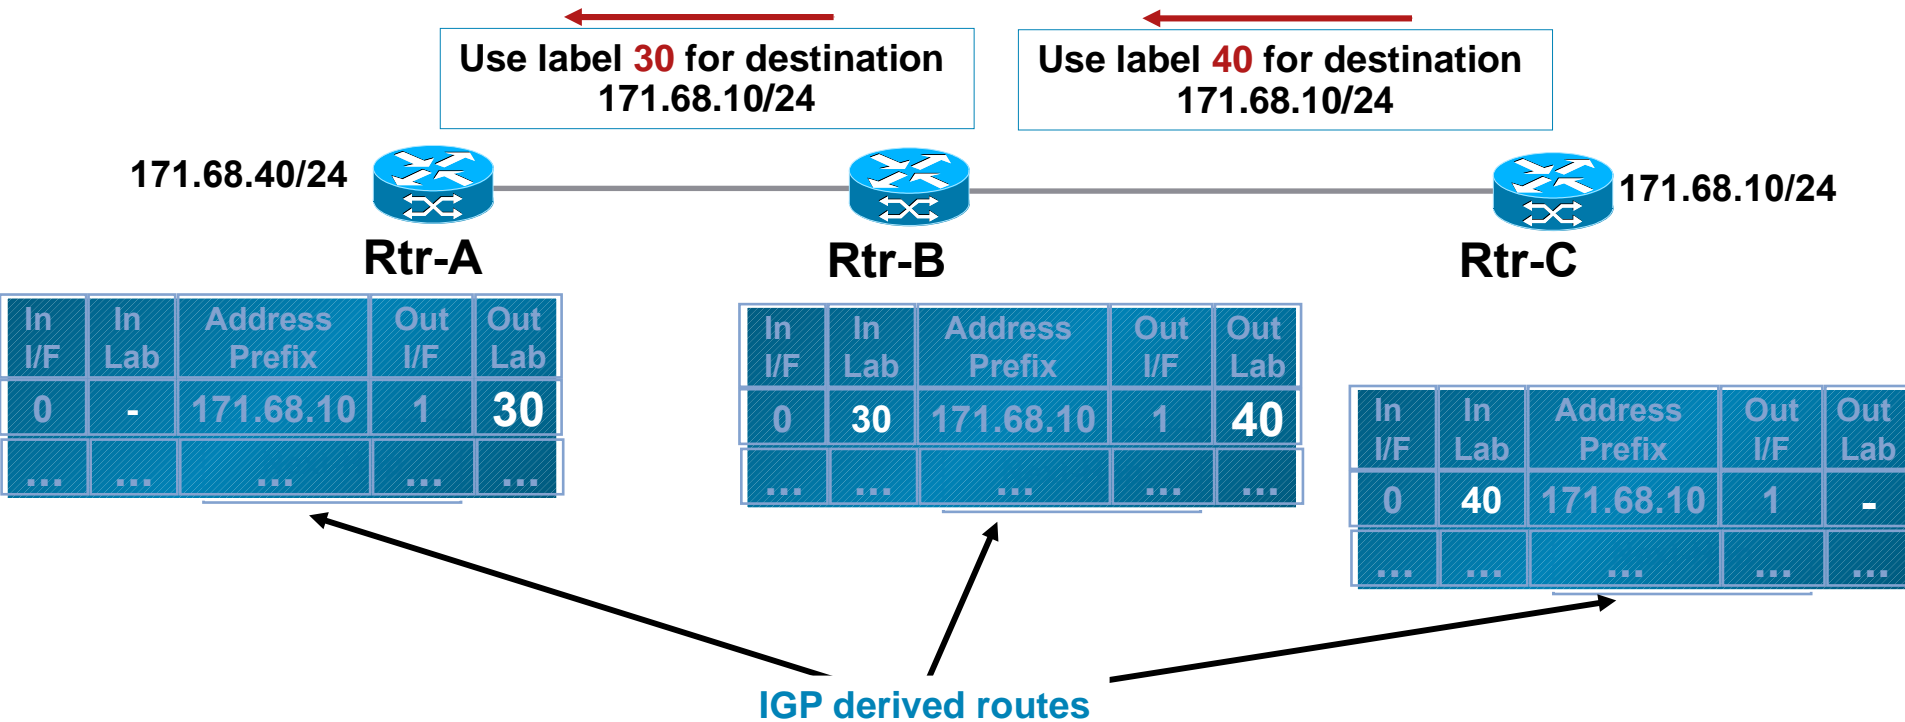 Use label 30 for destination
171.68.10/24
Use label 40 for destination
171.68.10/24
171.68.40/24
171.68.10/24
Rtr-A
Rtr-B
Rtr-C
In I/F In Lab Address Prefix Out I/F Out Lab
0 - 171.68.10 1 30
... ... ... ... ...
In I/F In Lab Address Prefix Out I/F Out Lab
0 30 171.68.10 1 40
... ... ... ... ...
In I/F In Lab Address Prefix Out I/F Out Lab
0 40 171.68.10 1 -
... ... ... ... ...
IGP derived routes